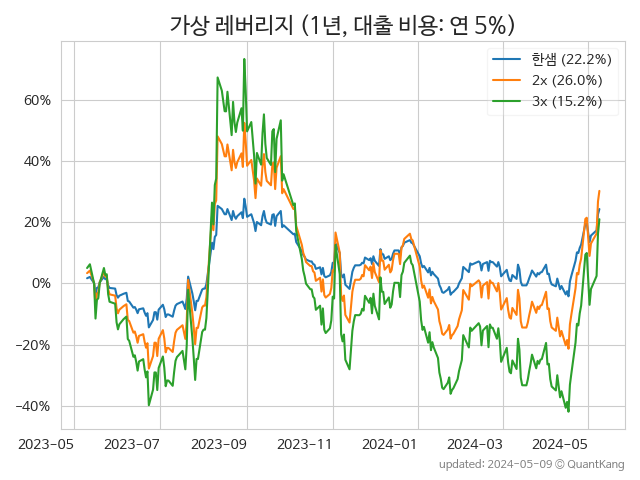 가상 레버리지 (1년, 대출 비용: 연 5%)
한샘 (22.2%)
2x (26.0%)
3x (15.2%)
60%
40%
20%
0%
−20%
−40%
2023-05
2023-07
2023-09
2023-11
2024-01
2024-03
2024-05
updated: 2024-05-09 © QuantKang